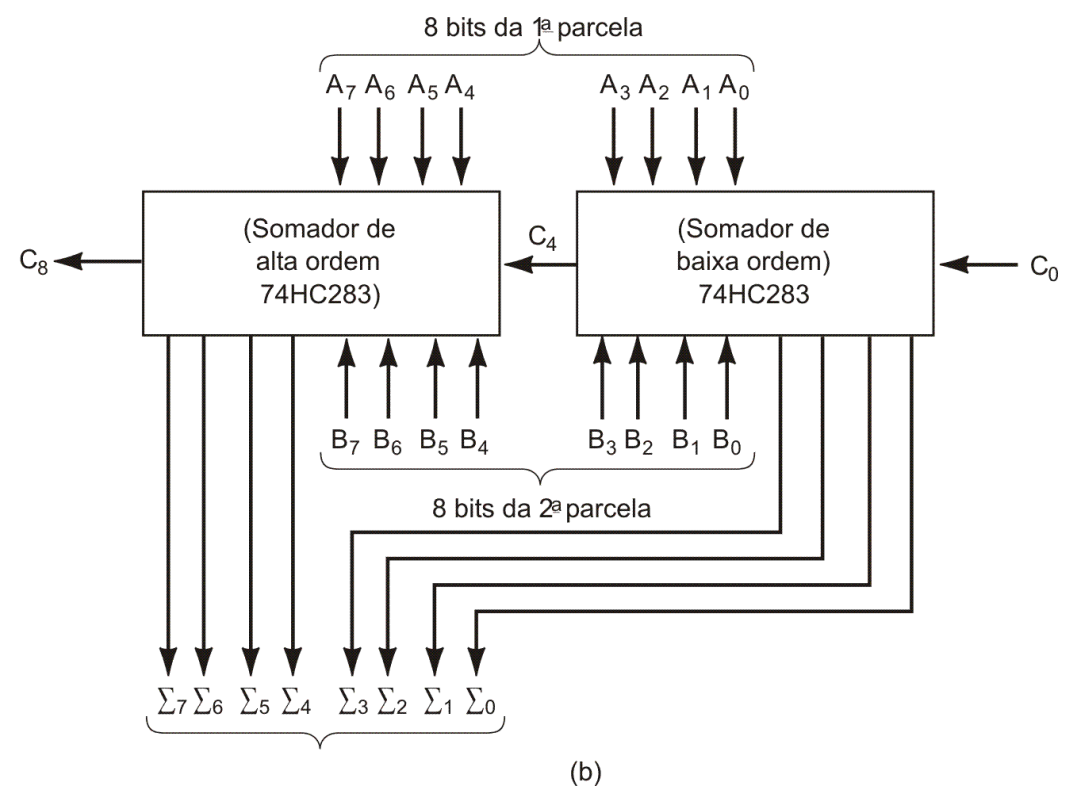 8 bits da 1ª parcela
A7 A6 A5 A4 A3 A2 A1 A0
(Somador de
alta ordem
74HC283)
(Somador de
baixa ordem)
74HC283
C8
C4
C0
B7 B6 B5 B4 B3 B2 B1 B0
8 bits da 2ª parcela
∑7 ∑6 ∑5 ∑4 ∑3 ∑2 ∑1 ∑0
(b)